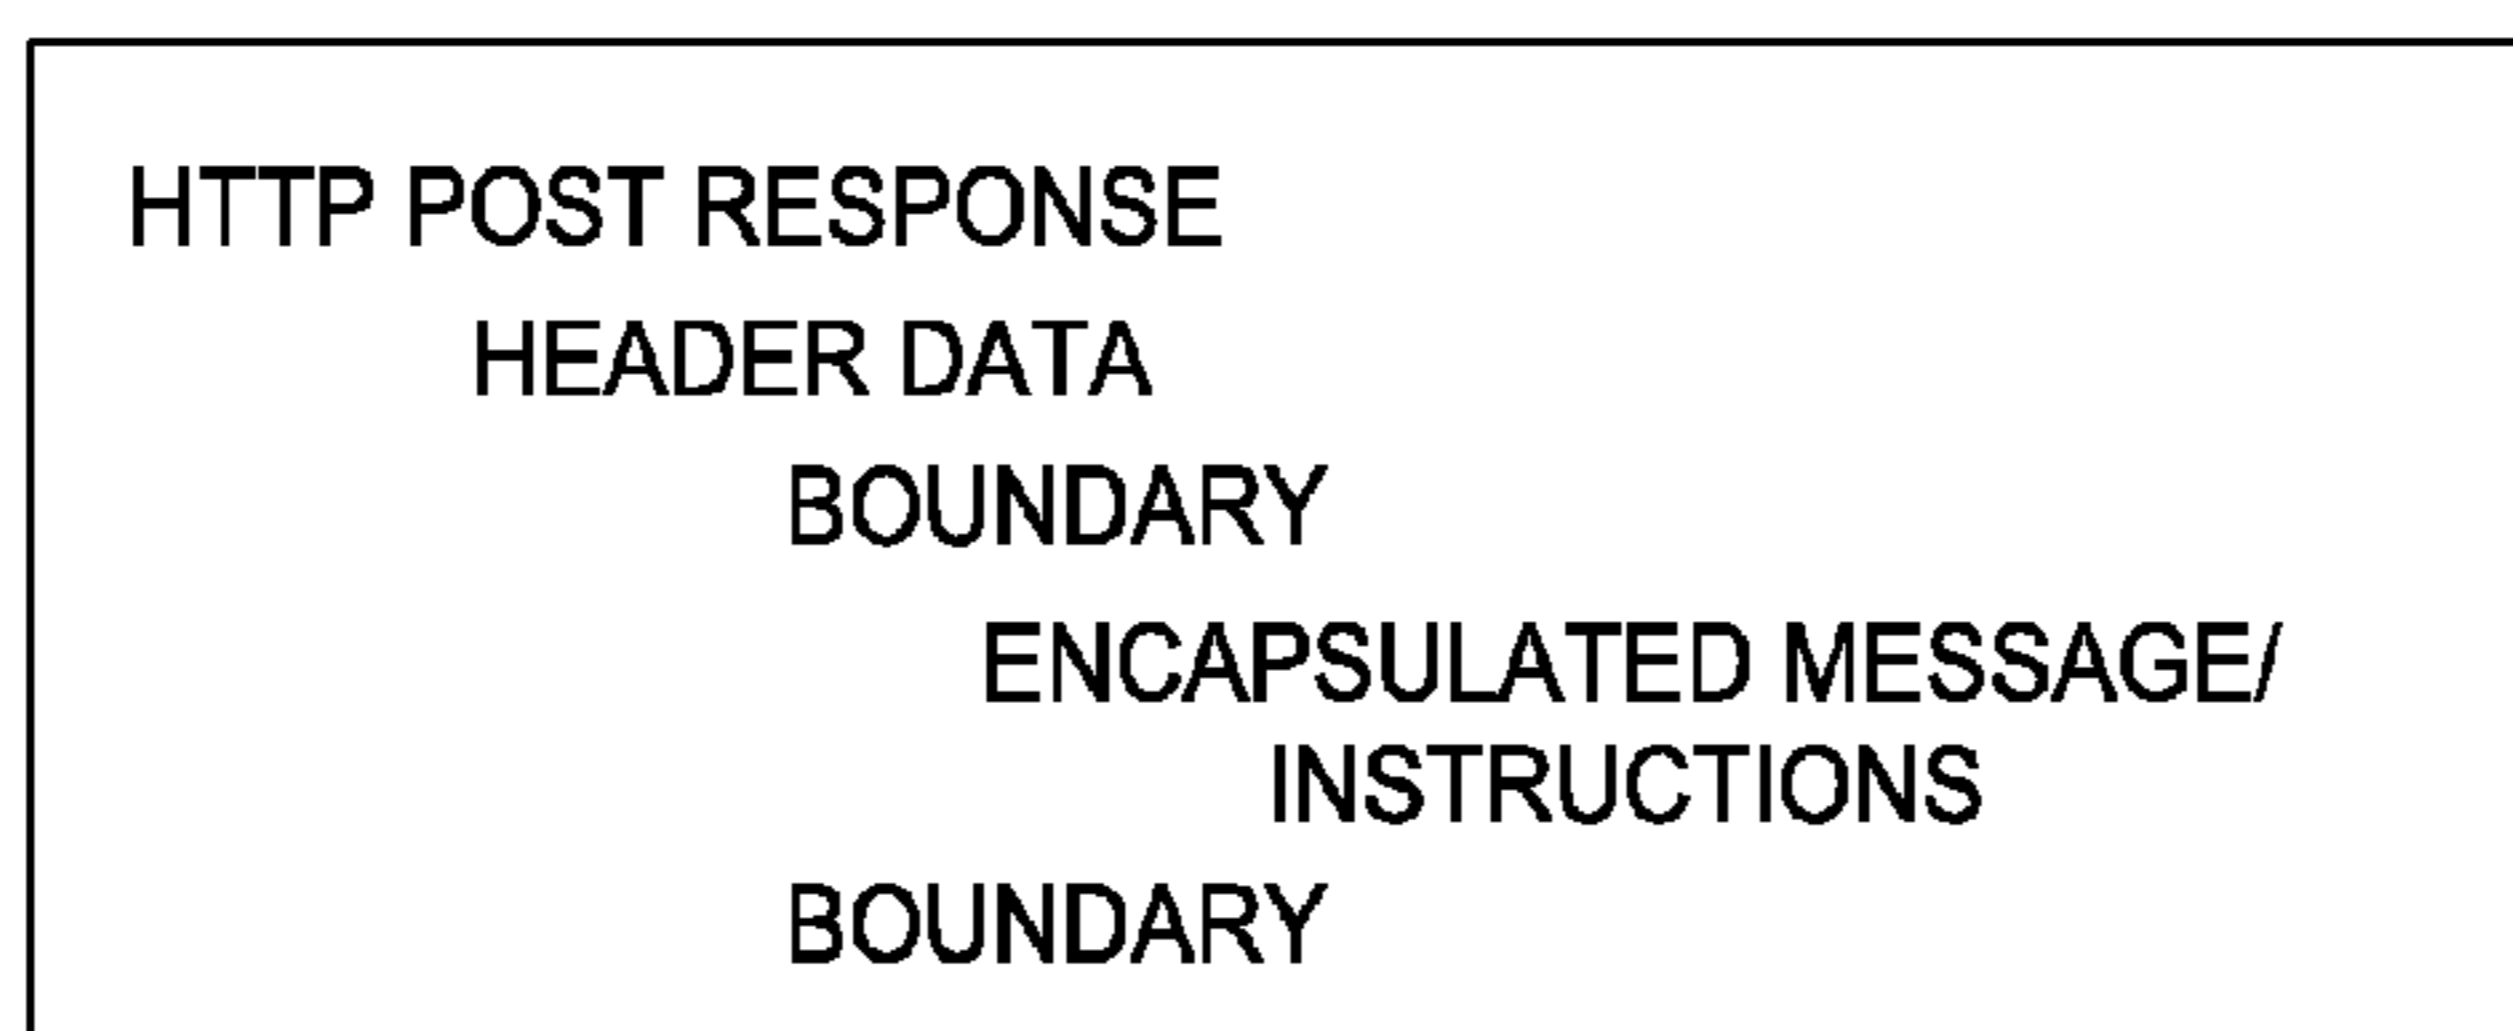 HTTP POST RESPONSE
HEADER DATA
BOUNDARY
ENCAPSULATED MESSAGE/
INSTRUCTIONS
BOUNDARY